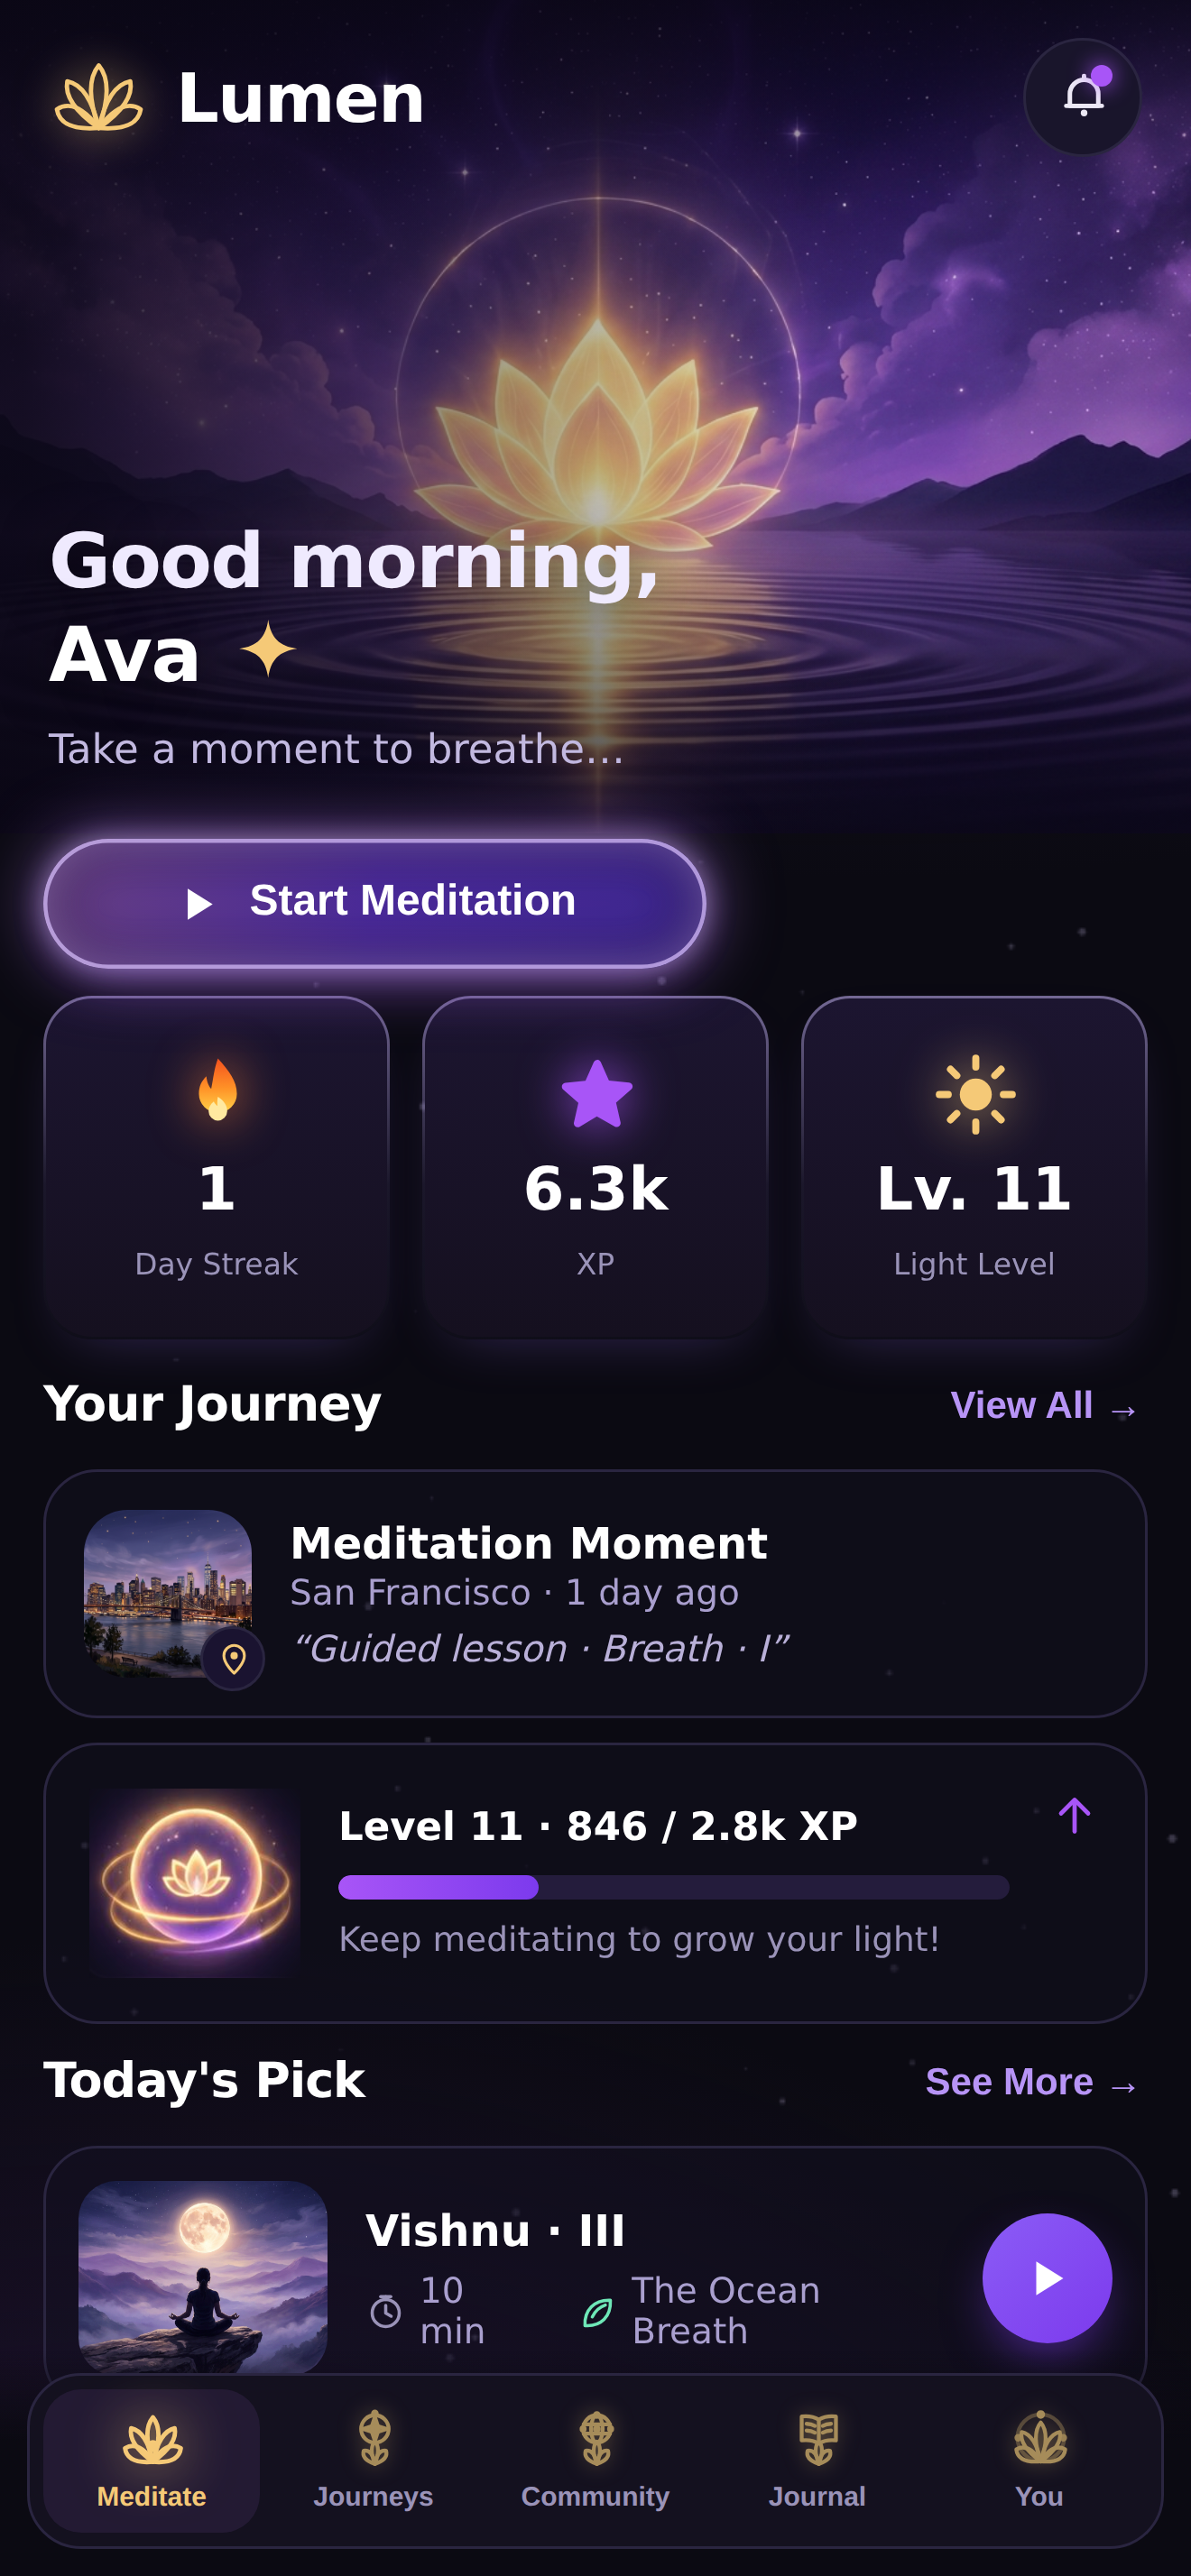 Lumen
Good morning,
Ava
Take a moment to breathe...
Start Meditation
1
Day Streak
6.3k
XP
Lv. 11
Light Level
Your Journey
View All →
Meditation Moment
San Francisco · 1 day ago
“Guided lesson · Breath · I”
Level 11 · 846 / 2.8k XP
Keep meditating to grow your light!
Today's Pick
See More →
Vishnu · III
10
min
The Ocean
Breath
Meditate
Journeys
Community
Journal
You